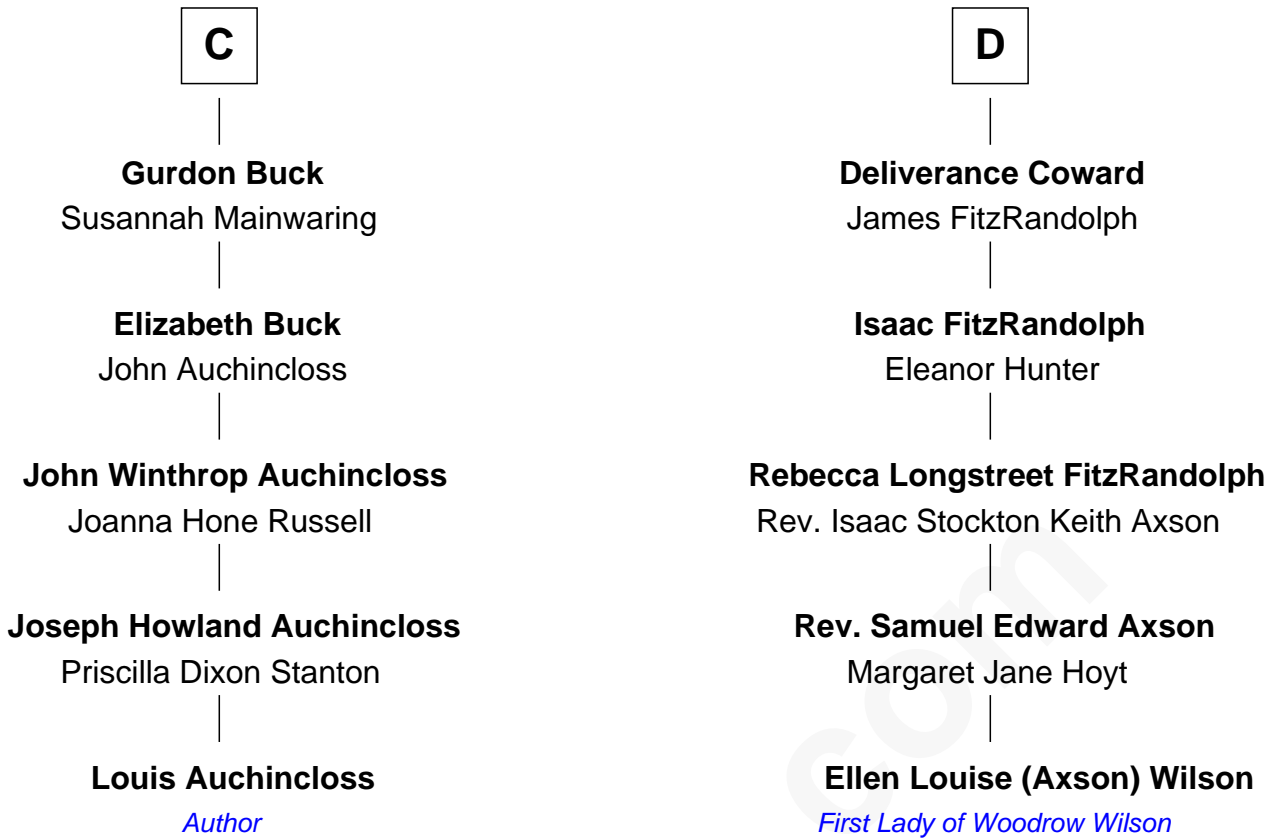 C
Gurdon Buck
Susannah Mainwaring
Elizabeth Buck
John Auchincloss
John Winthrop Auchincloss
Joanna Hone Russell
Joseph Howland Auchincloss
Priscilla Dixon Stanton
Louis Auchincloss
Author
D
Deliverance Coward
James FitzRandolph
Isaac FitzRandolph
Eleanor Hunter
Rebecca Longstreet FitzRandolph
Rev. Isaac Stockton Keith Axson
Rev. Samuel Edward Axson
Margaret Jane Hoyt
Ellen Louise (Axson) Wilson
First Lady of Woodrow Wilson
com